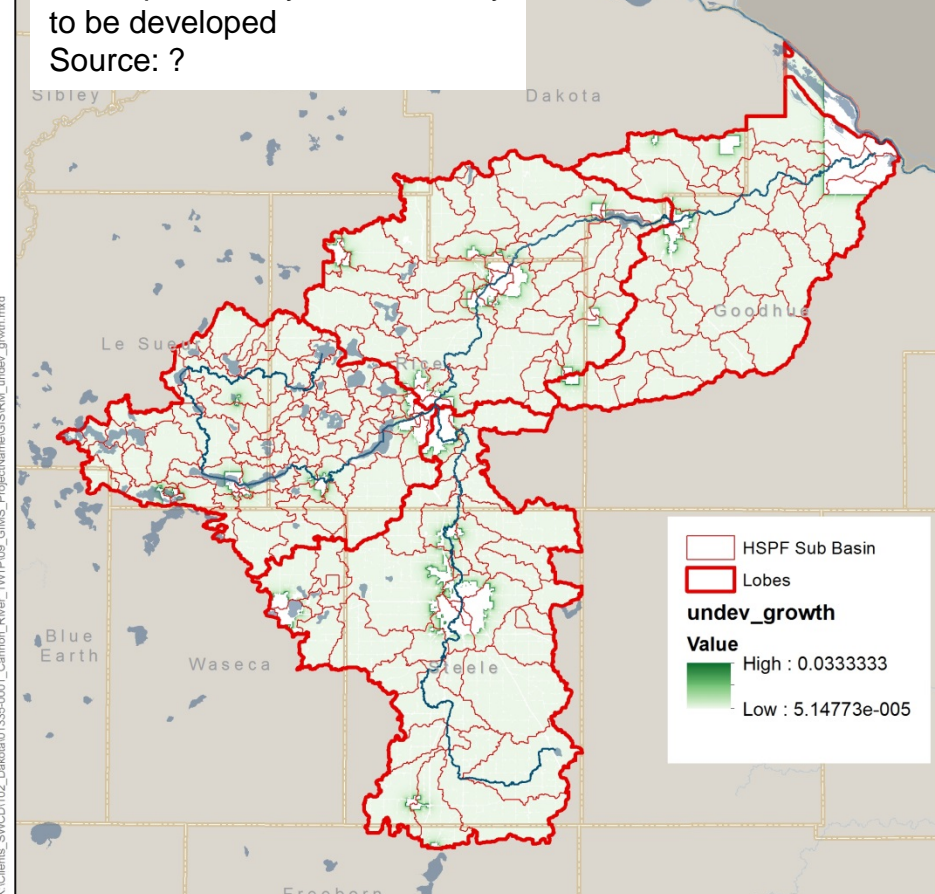 to be developed
Source: ?
Sibley
Dakota
Goodhue
Le Sueur
Rice
Blue
Earth
Waseca
Steele
Freeborn
HSPF Sub Basin
Lobes
undev_growth
Value
High : 0.0333333
Low : 5.14773e-005